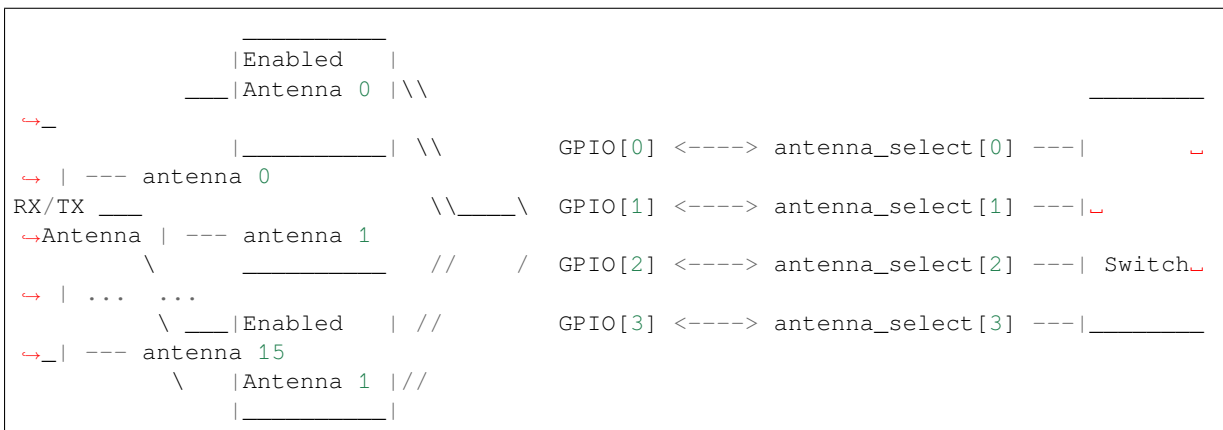 __________
                   |Enabled   |
               ___|Antenna 0 |\\                                                       ________
↪_
                   |__________| \\         GPIO[0] <----> antenna_select[0] ---|        ␣
↪ | --- antenna 0
RX/TX ___                        \\____\  GPIO[1] <----> antenna_select[1] ---|␣
↪Antenna | --- antenna 1
           \       __________   //     /  GPIO[2] <----> antenna_select[2] ---| Switch␣
↪ | ...  ...
            \ ___|Enabled   | //         GPIO[3] <----> antenna_select[3] ---|________
↪_| --- antenna 15
             \    |Antenna 1 |//
                  |__________|